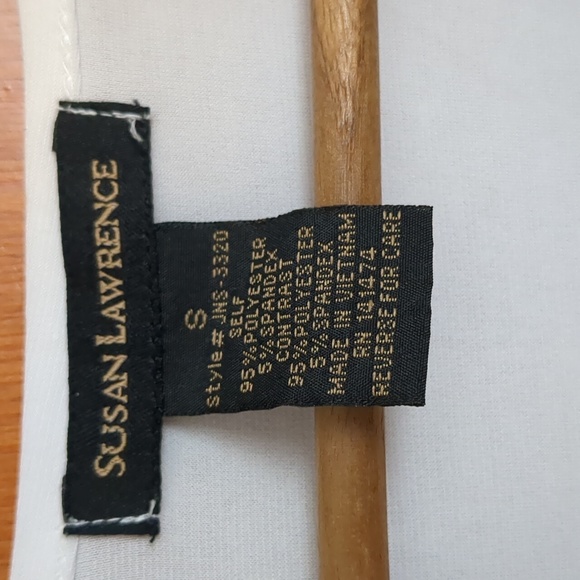 SUSAN LAWRENCE
S
style# JNS-3320
SELF
95%POLYESTER
5%SPANDEX
CONTRAST
95%POLYESTER
5%SPANDEX
MADE IN VIETNAM
RN 141474
REVERSE FOR CARE